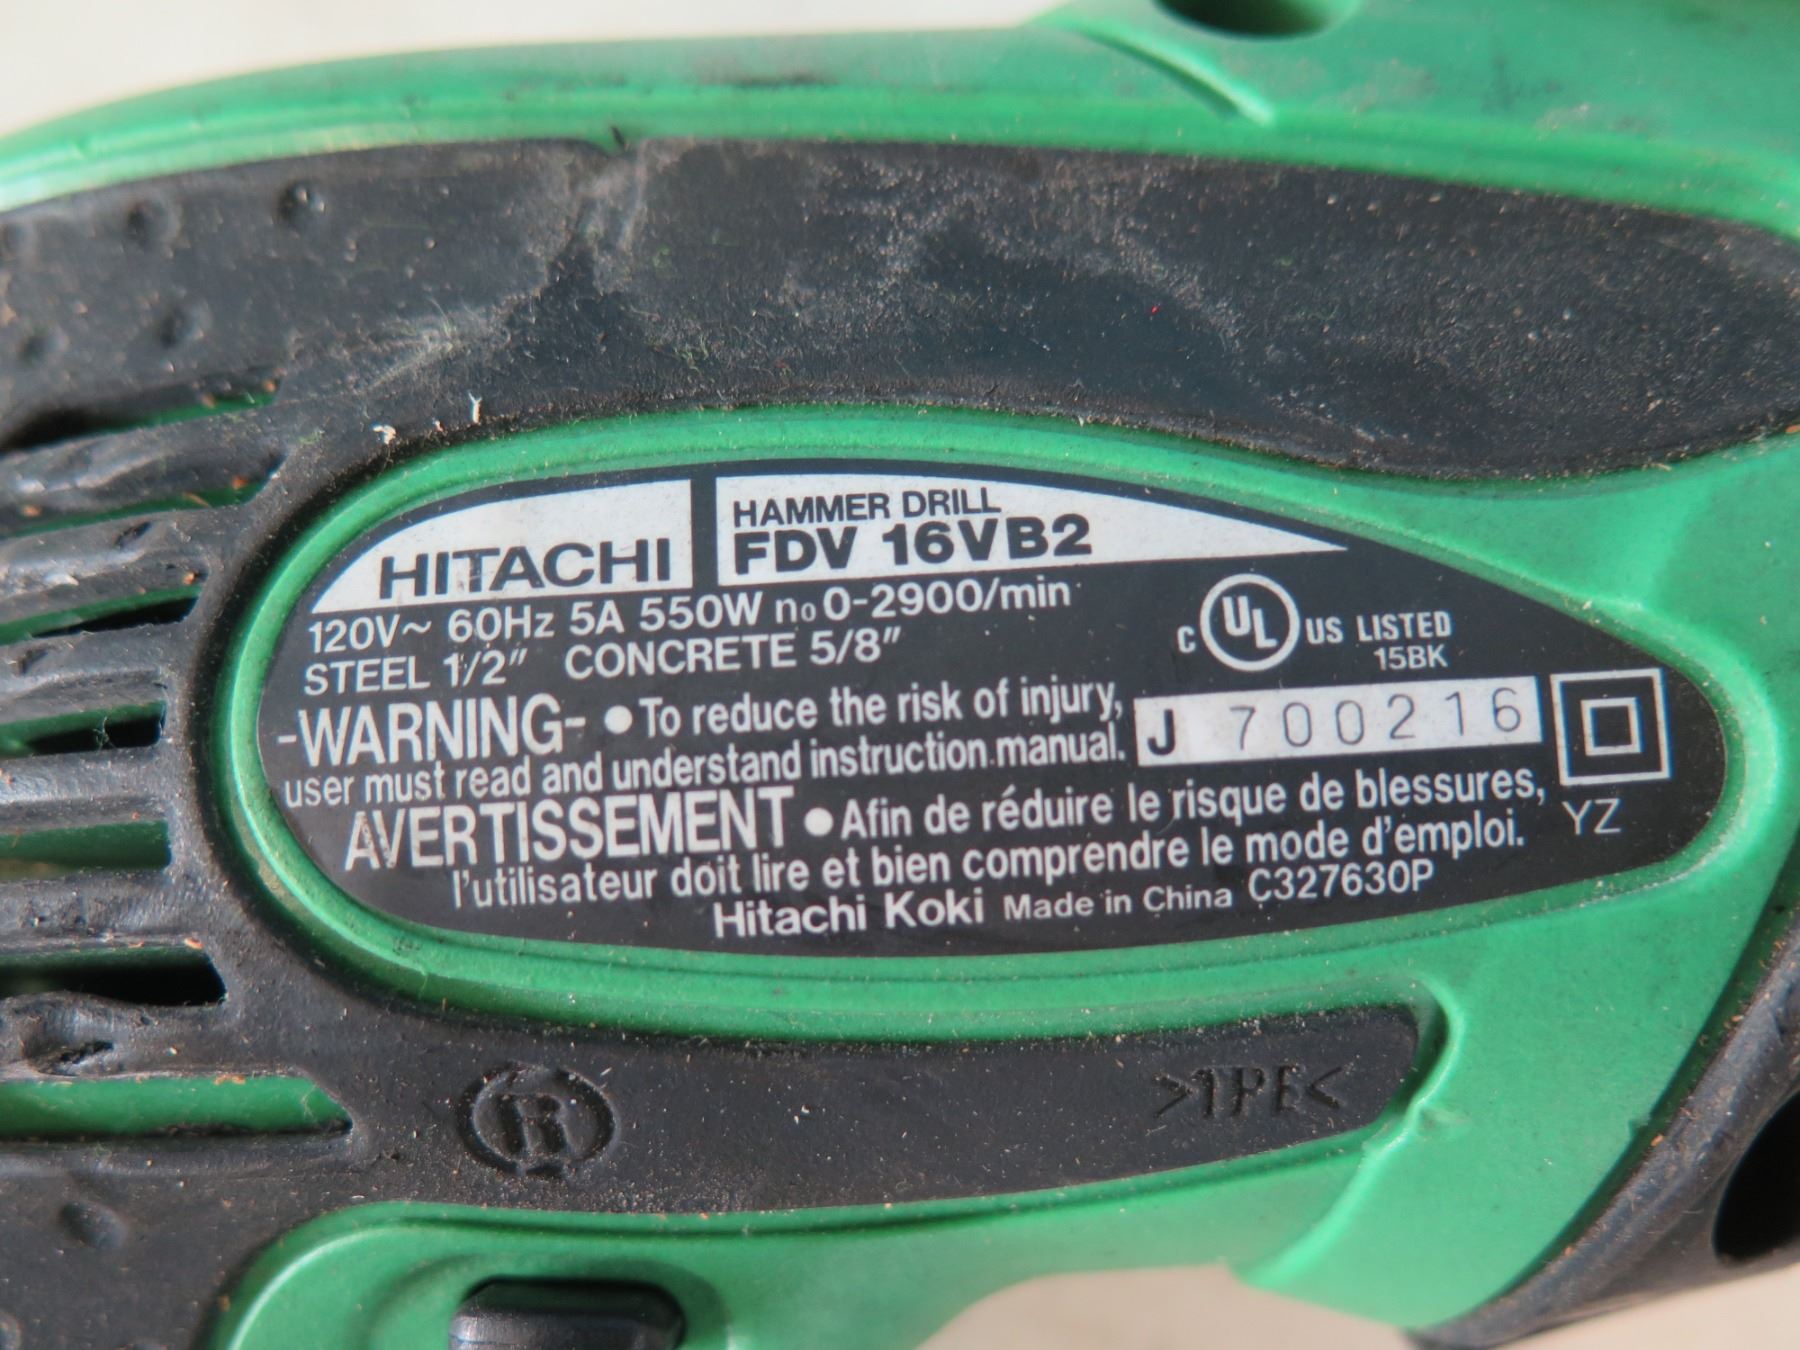 HITACHI
HAMMER DRILL
FDV 16VB2
120V~ 60Hz 5A 550W no 0-2900/min
STEEL 1/2" CONCRETE 5/8"
C UL US LISTED
15BK
-WARNING- ●To reduce the risk of injury,
user must read and understand instruction manual.
J 700216
AVERTISSEMENT ●Afin de réduire le risque de blessures,
l'utilisateur doit lire et bien comprendre le mode d'emploi.
YZ
Hitachi Koki Made in China C327630P
R
>TPE<